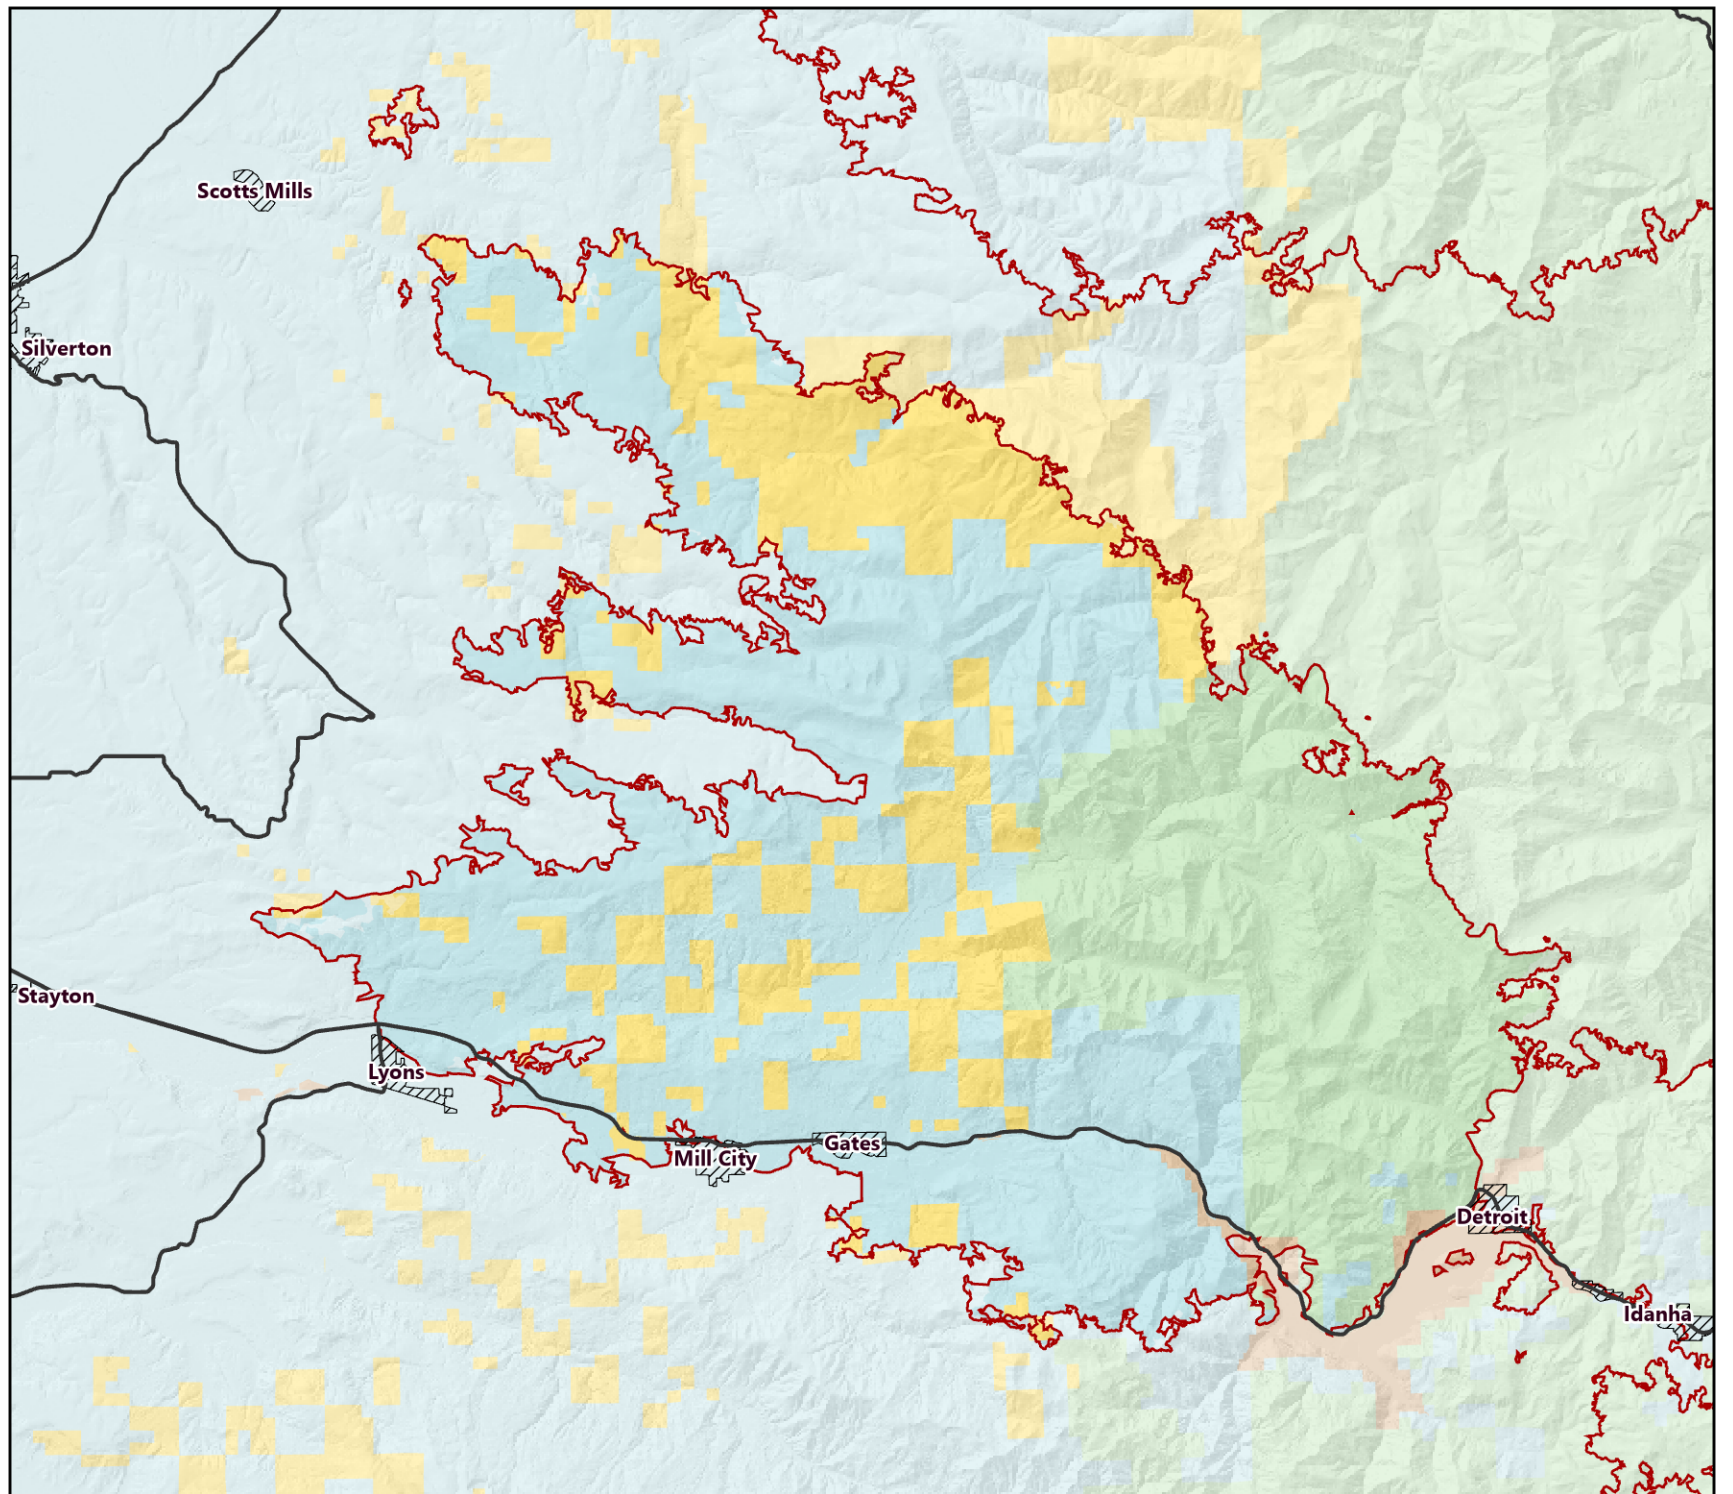 Scotts Mills
Silverton
Stayton
Lyons
Gates
Mill City
Detroit
Idanha